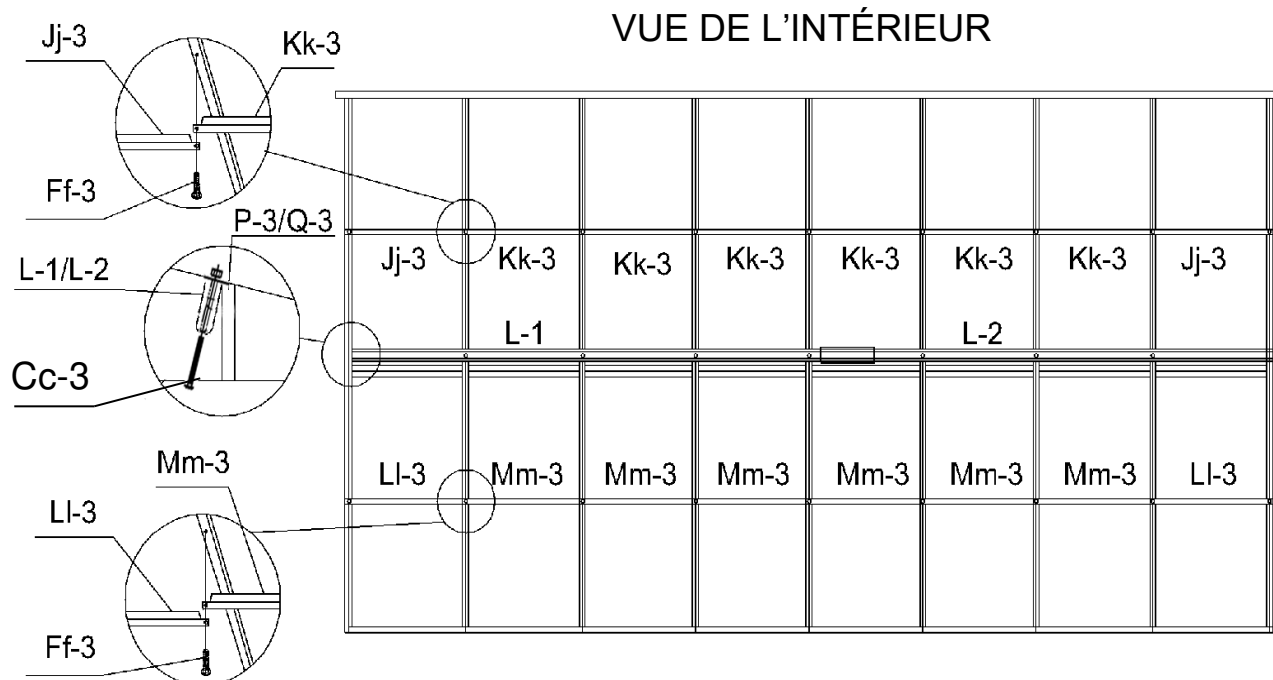 VUE DE L'INTÉRIEUR
Jj-3
Kk-3
Ff-3
P-3/Q-3
L-1/L-2
Cc-3
Jj-3 Kk-3 Kk-3 Kk-3 Kk-3 Kk-3 Kk-3 Jj-3
L-1 L-2
Mm-3
Ll-3 Mm-3 Mm-3 Mm-3 Mm-3 Mm-3 Mm-3 Ll-3
Ll-3
Ff-3